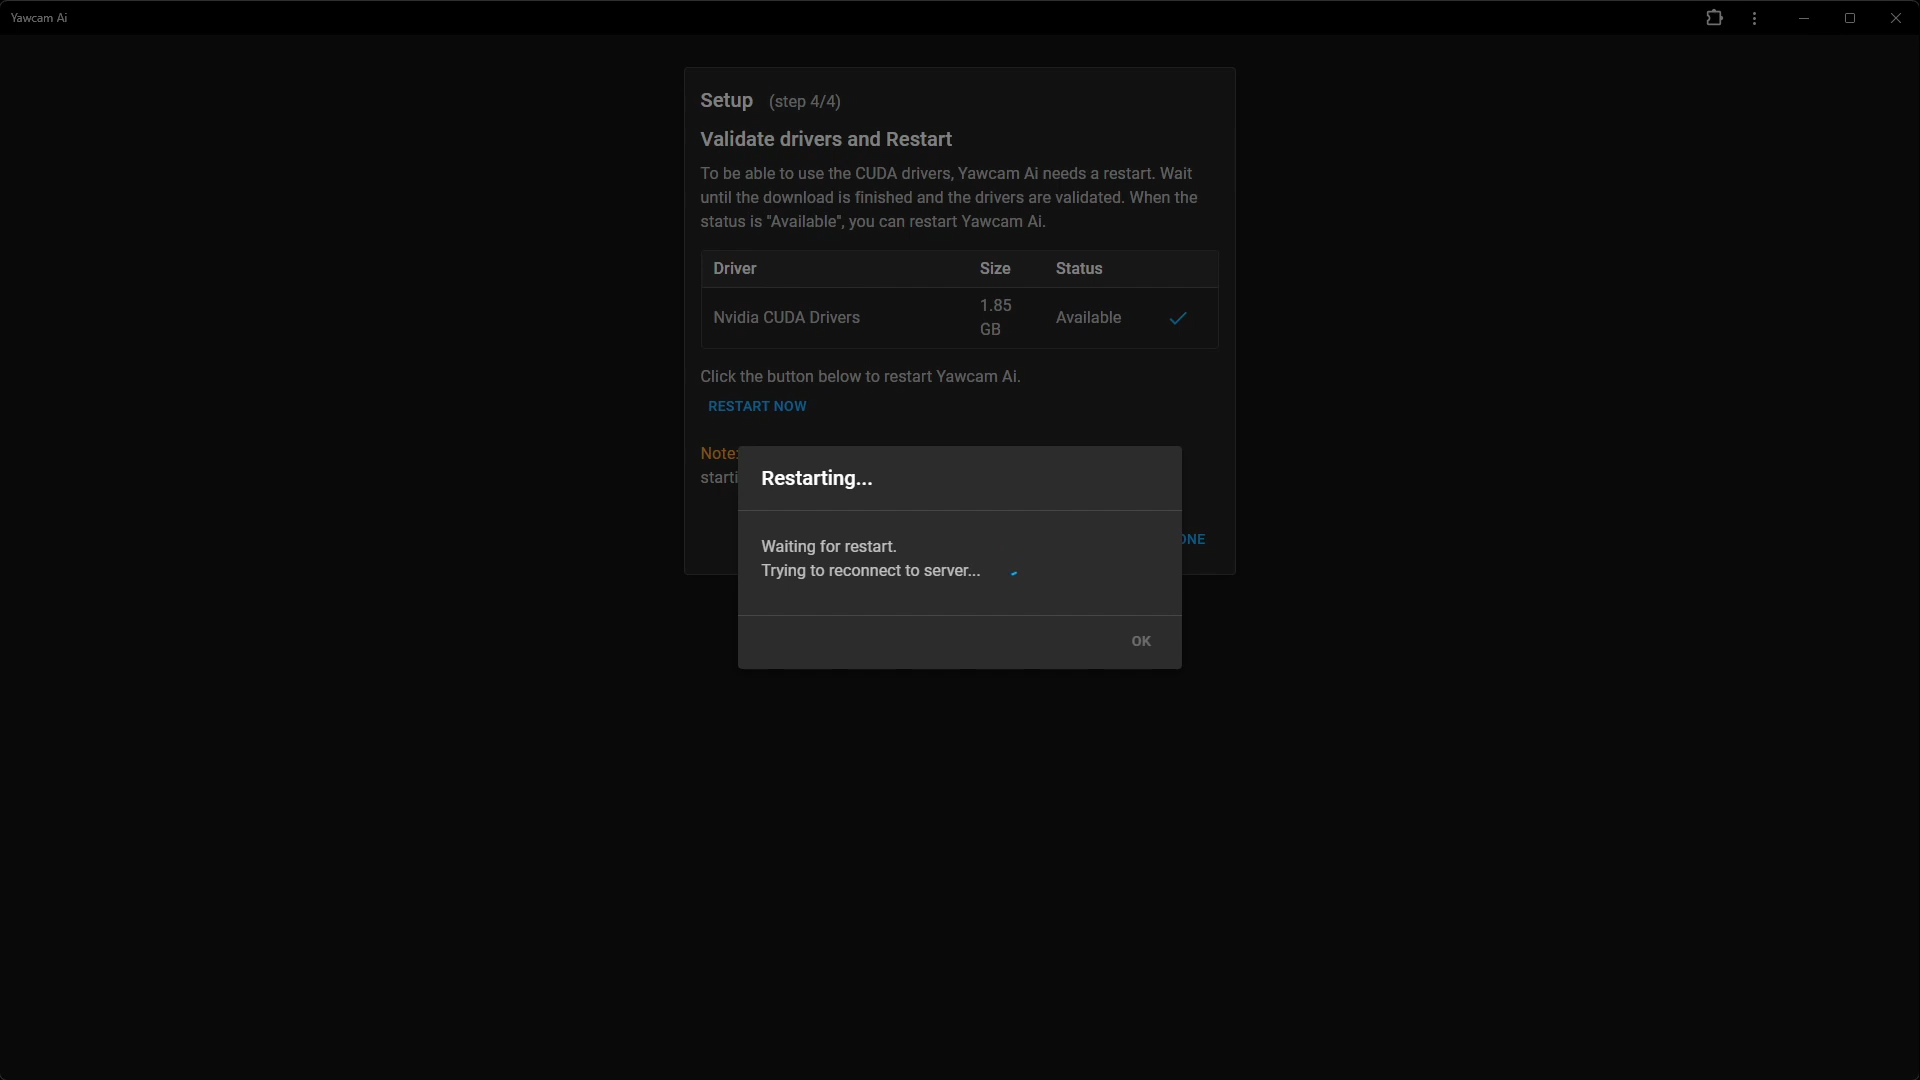 Yawcam Ai
Setup (step 4/4)
Validate drivers and Restart
To be able to use the CUDA drivers, Yawcam Ai needs a restart. Wait
until the download is finished and the drivers are validated. When the
status is "Available", you can restart Yawcam Ai.
Driver Size Status
Nvidia CUDA Drivers 1.85 GB Available
Click the button below to restart Yawcam Ai.
RESTART NOW
Note:
Restarting...
Waiting for restart.
Trying to reconnect to server...
OK